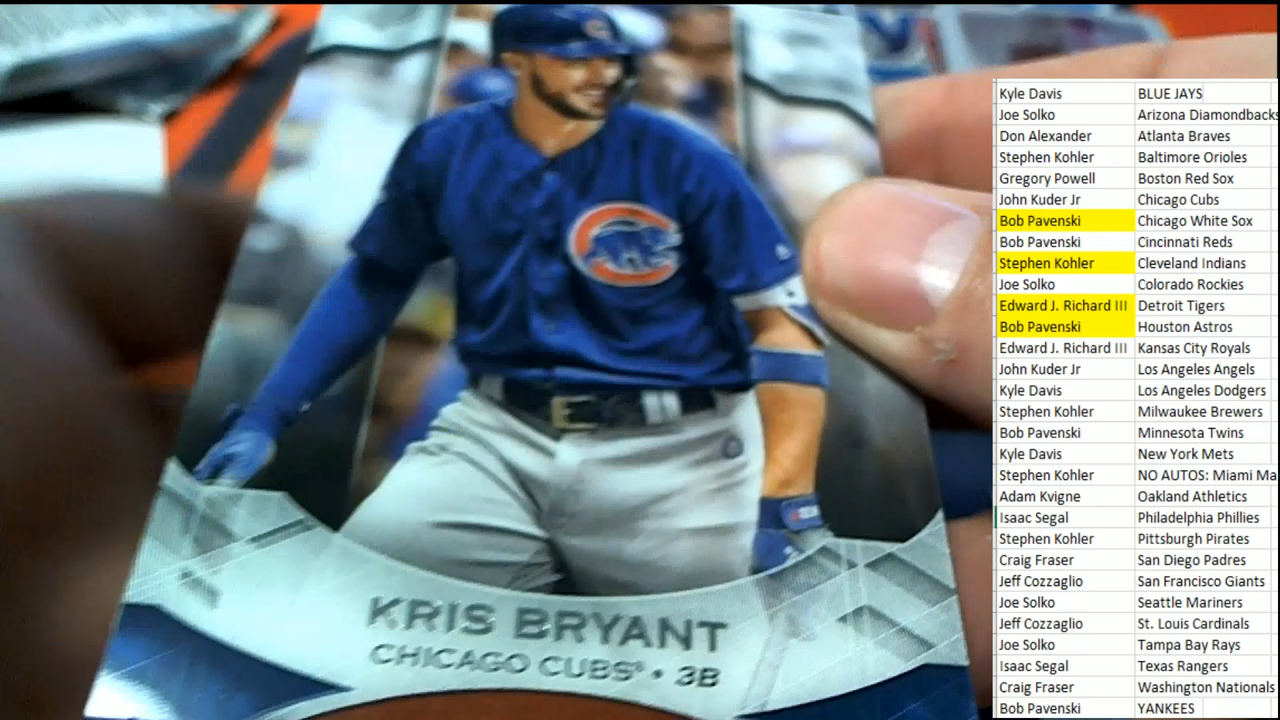 KRIS BRYANT
CHICAGO CUBS • 3B
Kyle Davis BLUE JAYS
Joe Solko Arizona Diamondbacks
Don Alexander Atlanta Braves
Stephen Kohler Baltimore Orioles
Gregory Powell Boston Red Sox
John Kuder Jr Chicago Cubs
Bob Pavenski Chicago White Sox
Bob Pavenski Cincinnati Reds
Stephen Kohler Cleveland Indians
Joe Solko Colorado Rockies
Edward J. Richard III Detroit Tigers
Bob Pavenski Houston Astros
Edward J. Richard III Kansas City Royals
John Kuder Jr Los Angeles Angels
Kyle Davis Los Angeles Dodgers
Stephen Kohler Milwaukee Brewers
Bob Pavenski Minnesota Twins
Kyle Davis New York Mets
Stephen Kohler NO AUTOS: Miami Ma
Adam Kvigne Oakland Athletics
Isaac Segal Philadelphia Phillies
Stephen Kohler Pittsburgh Pirates
Craig Fraser San Diego Padres
Jeff Cozzaglio San Francisco Giants
Joe Solko Seattle Mariners
Jeff Cozzaglio St. Louis Cardinals
Joe Solko Tampa Bay Rays
Isaac Segal Texas Rangers
Craig Fraser Washington Nationals
Bob Pavenski YANKEES